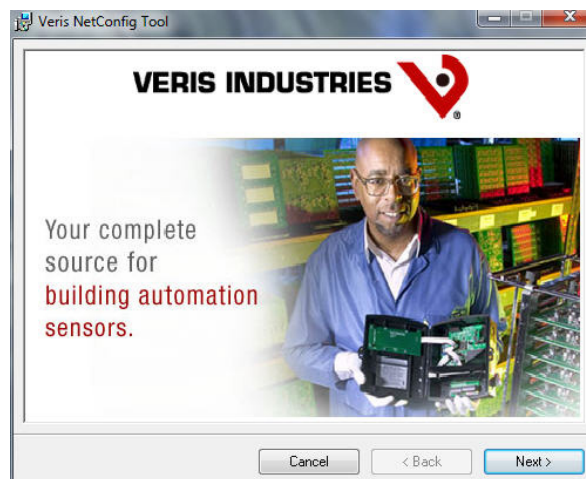 Veris NetConfig Tool
VERIS INDUSTRIES
®
Your complete
source for
building automation
sensors.
Cancel
< Back
Next >